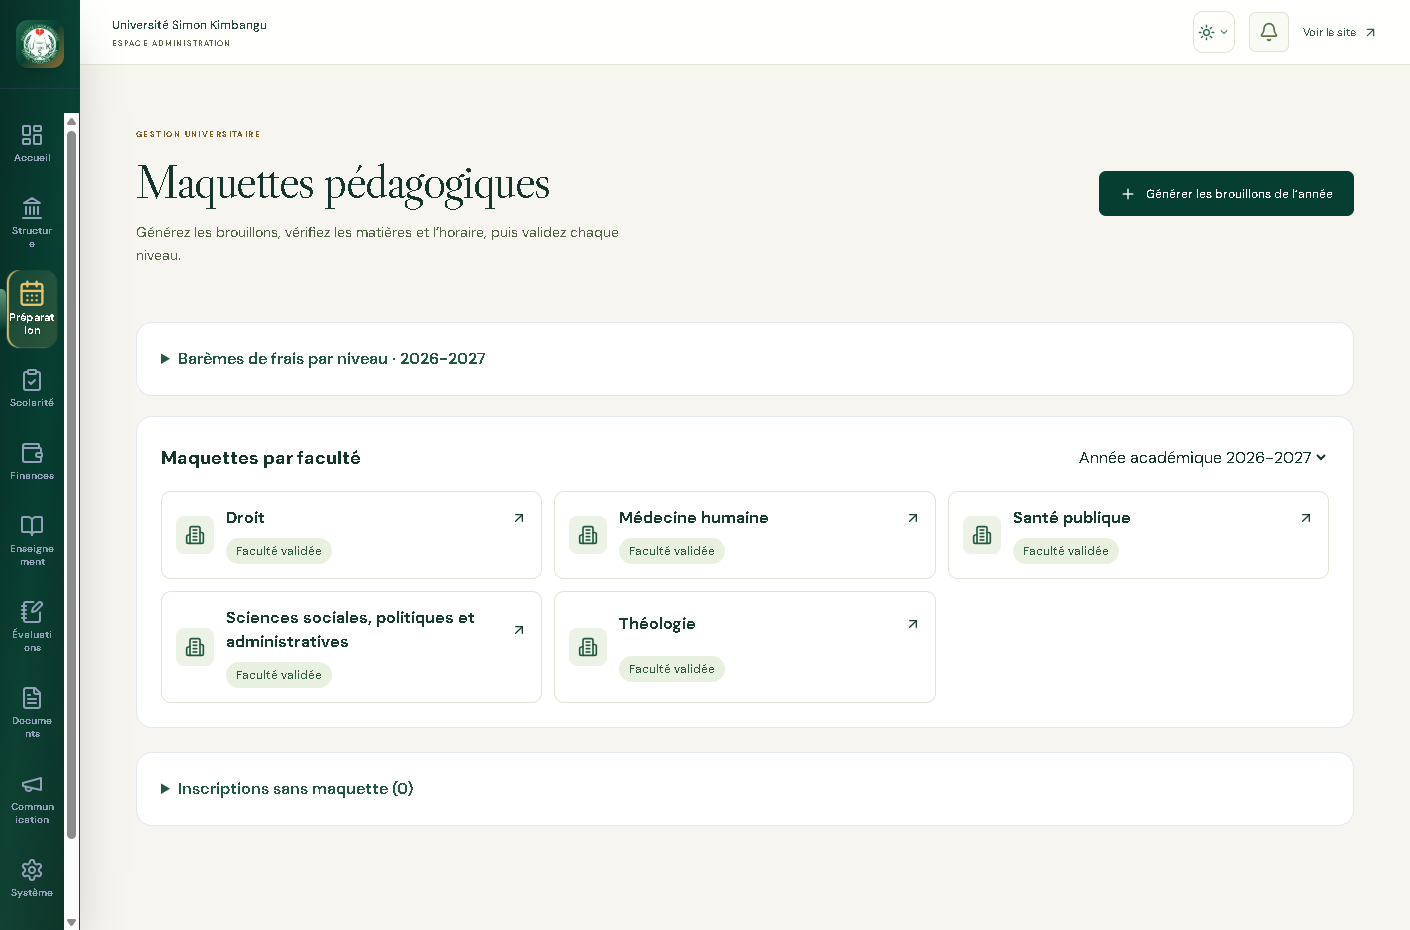 Université Simon Kimbangu
ESPACE ADMINISTRATION
Voir le site
Accueil
Structur
e
Préparat
ion
Scolarité
Finances
Enseigne
ment
Évaluati
ons
Docume
nts
Commun
ication
Système
GESTION UNIVERSITAIRE
Maquettes pédagogiques
Générez les brouillons, vérifiez les matières et l'horaire, puis validez chaque
niveau.
Générer les brouillons de l'année
Barèmes de frais par niveau · 2026-2027
Maquettes par faculté
Année académique 2026-2027
Droit
Faculté validée
Médecine humaine
Faculté validée
Santé publique
Faculté validée
Sciences sociales, politiques et
administratives
Faculté validée
Théologie
Faculté validée
Inscriptions sans maquette (0)